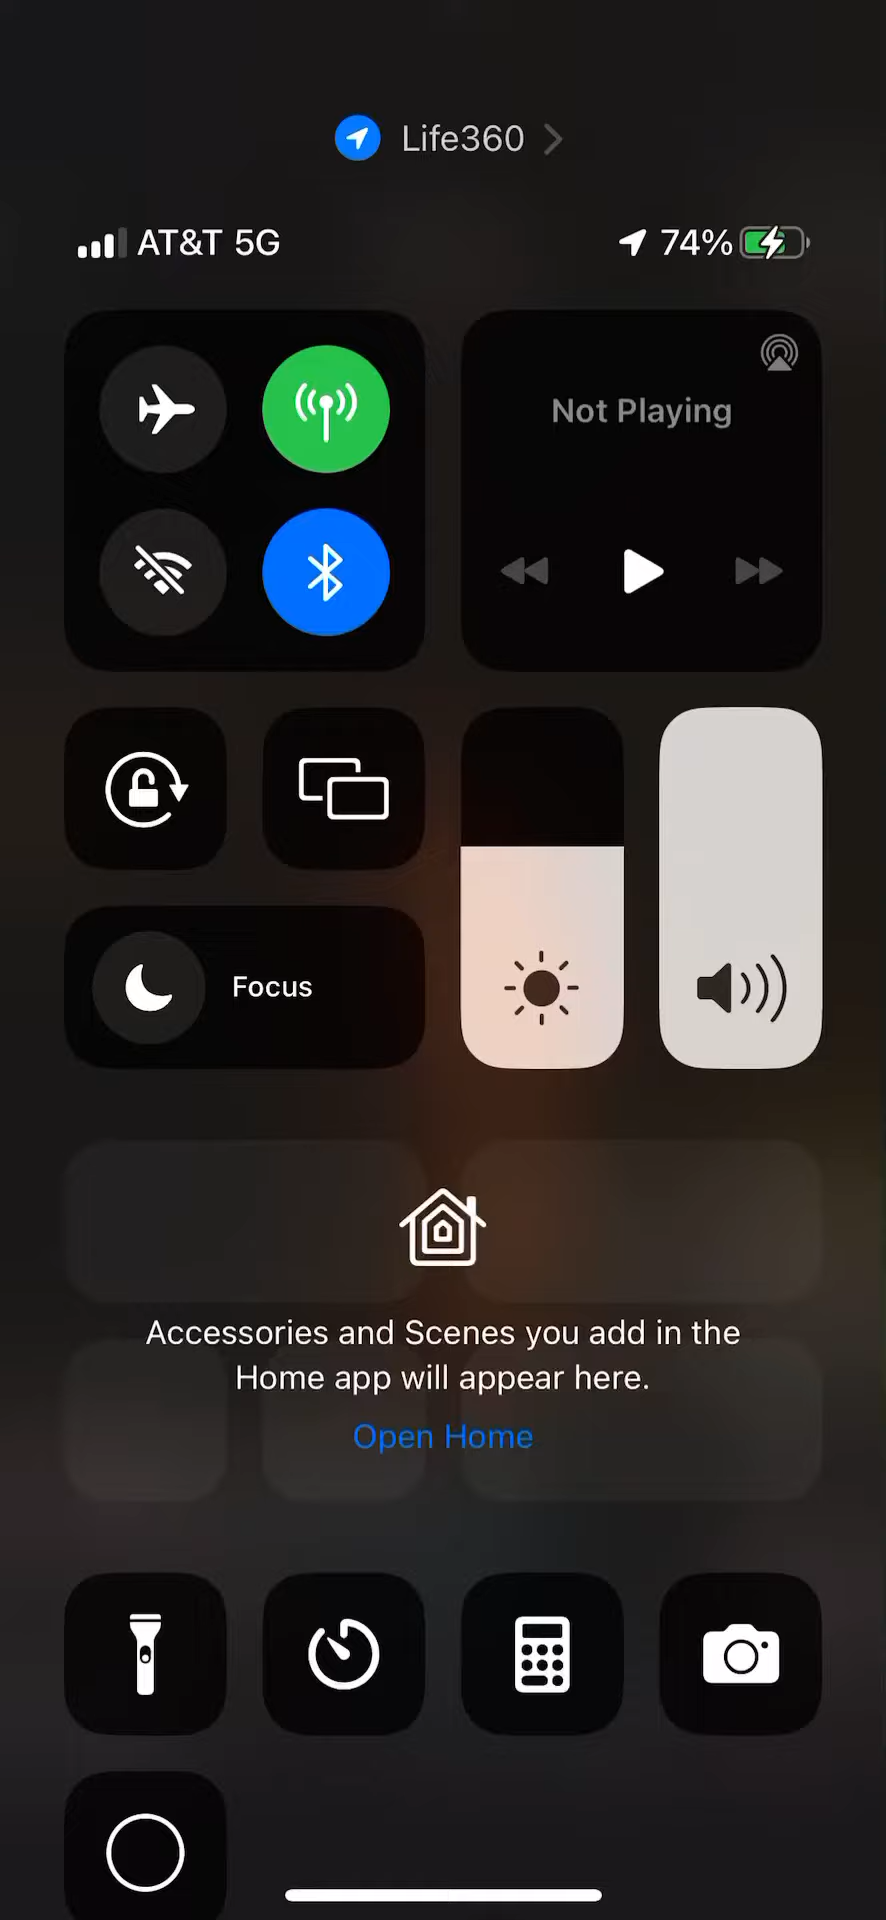 Life360
AT&T 5G
74%
Not Playing
Focus
Accessories and Scenes you add in the
Home app will appear here.
Open Home